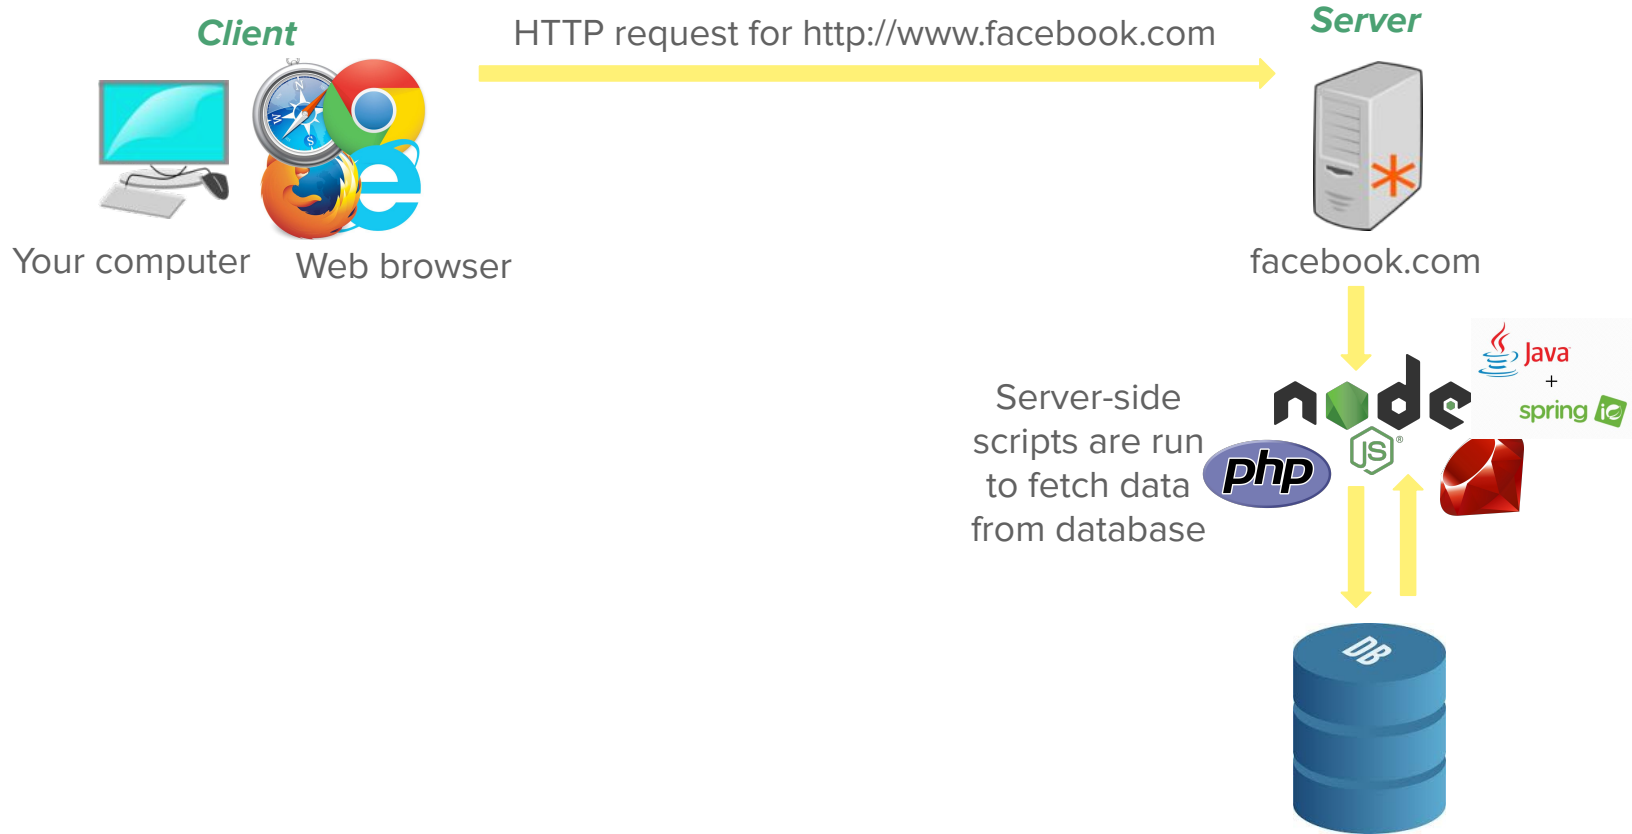 Client
HTTP request for http://www.facebook.com
Server
N
W
S
Your computer
Web browser
facebook.com
Server-side
scripts are run
to fetch data
from database
node
JS®
php
Java
+
spring
DB